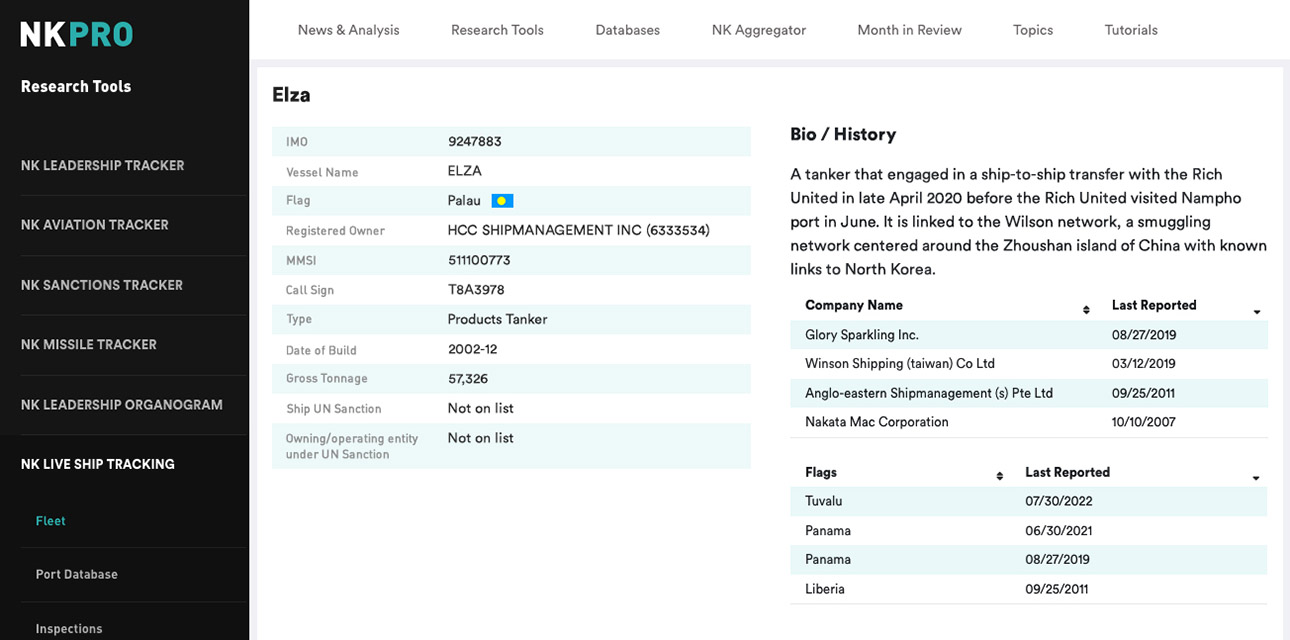 NKPRO
Research Tools
NK LEADERSHIP TRACKER
NK AVIATION TRACKER
NK SANCTIONS TRACKER
NK MISSILE TRACKER
NK LEADERSHIP ORGANOGRAM
NK LIVE SHIP TRACKING
Fleet
Port Database
Inspections
News & Analysis Research Tools Databases NK Aggregator Month in Review Topics Tutorials
Elza
IMO 9247883
Vessel Name ELZA
Flag Palau
Registered Owner HCC SHIPMANAGEMENT INC (6333534)
MMSI 511100773
Call Sign T8A3978
Type Products Tanker
Date of Build 2002-12
Gross Tonnage 57,326
Ship UN Sanction Not on list
Owning/operating entity Not on list
under UN Sanction
Bio / History
A tanker that engaged in a ship-to-ship transfer with the Rich
United in late April 2020 before the Rich United visited Nampho
port in June. It is linked to the Wilson network, a smuggling
network centered around the Zhoushan island of China with known
links to North Korea.
Company Name Last Reported
Glory Sparkling Inc. 08/27/2019
Winson Shipping (taiwan) Co Ltd 03/12/2019
Anglo-eastern Shipmanagement (s) Pte Ltd 09/25/2011
Nakata Mac Corporation 10/10/2007
Flags Last Reported
Tuvalu 07/30/2022
Panama 06/30/2021
Panama 08/27/2019
Liberia 09/25/2011